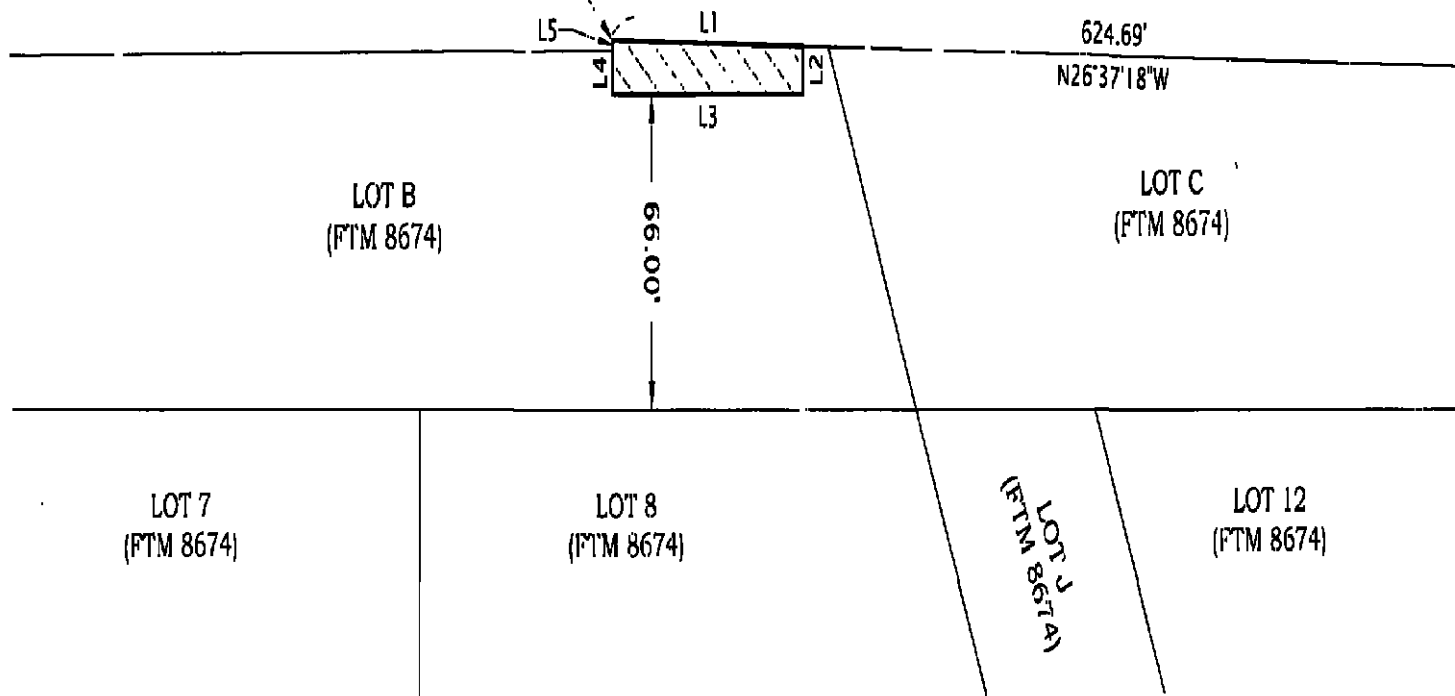 L5
L1
624.69'
N26°37'18"W
L4
L2
L3
LOT B
(FTM 8674)
66.00'
LOT C
(FTM 8674)
LOT 7
(FTM 8674)
LOT 8
(FTM 8674)
LOT J
(FTM 8674)
LOT 12
(FTM 8674)